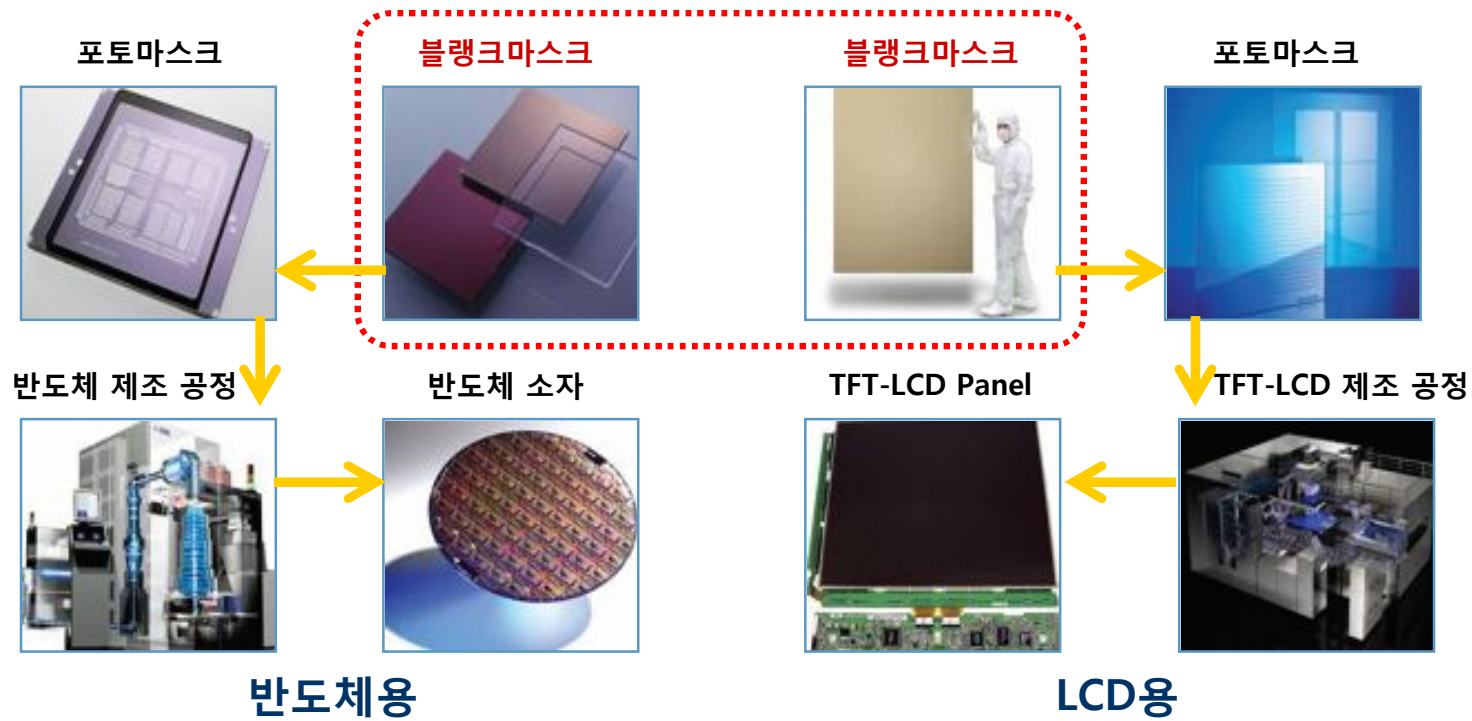 포토마스크
블랭크마스크
블랭크마스크
포토마스크
반도체 제조 공정
반도체 소자
TFT-LCD Panel
TFT-LCD 제조 공정
반도체용
LCD용